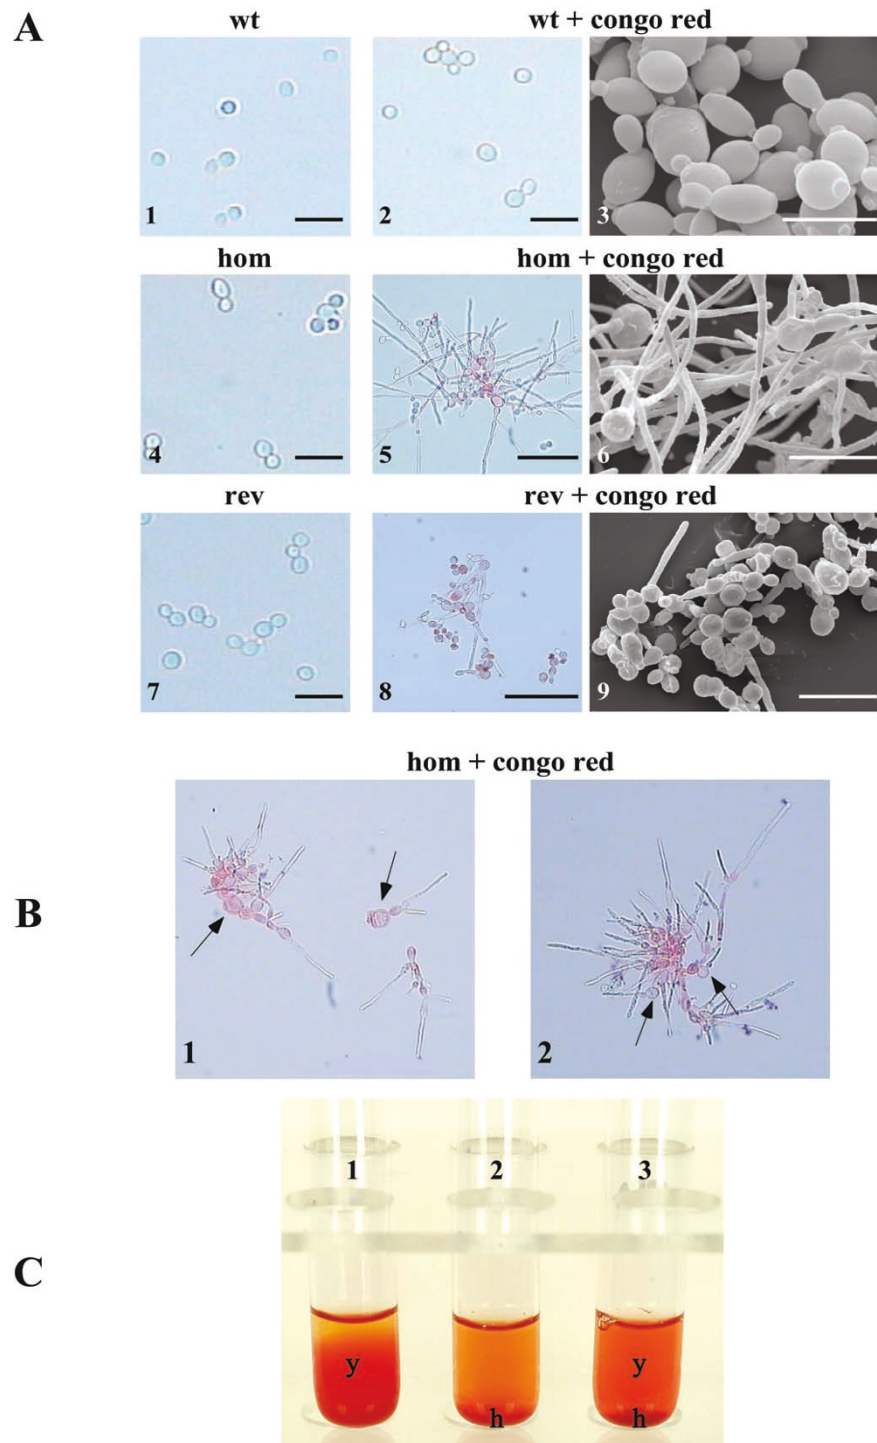 A
wt
wt + congo red
1
2
3
hom
hom + congo red
4
5
6
rev
rev + congo red
7
8
9
hom + congo red
B
1
2
C
1
2
3
y
y
h
h